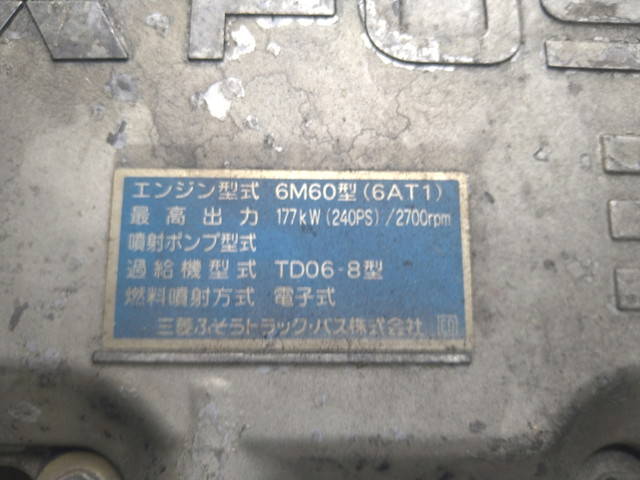 FUS
エンジン型式 6M60型(6AT1)
最高出力 177kW(240PS)/2700rpm
噴射ポンプ型式
過給機型式 TD06-8型
燃料噴射方式 電子式
三菱ふそうトラック・バス株式会社